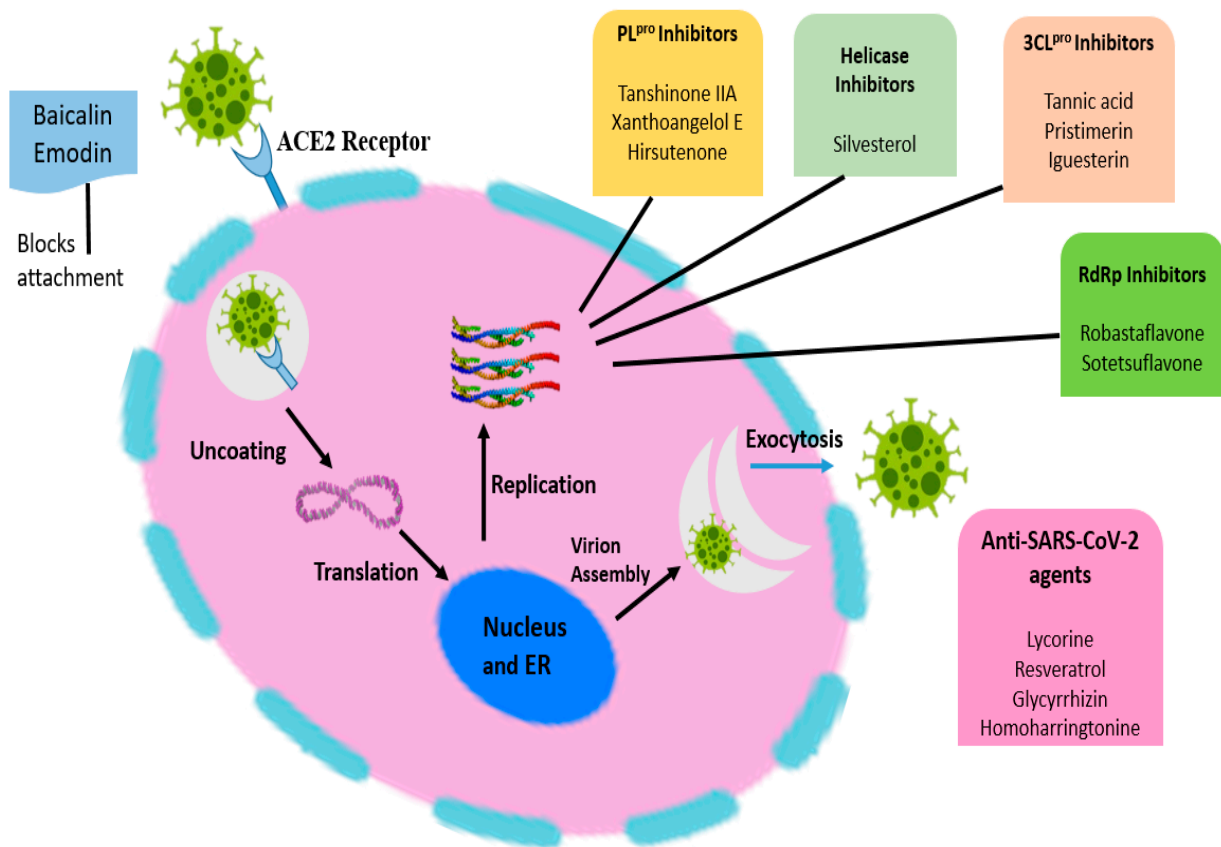 Baicalin
Emodin
Blocks
attachment
ACE2 Receptor
PLpro Inhibitors
Tanshinone IIA
Xanthoangelol E
Hirsutenone
Helicase
Inhibitors
Silvesterol
3CLpro Inhibitors
Tannic acid
Pristimerin
Iguesterin
RdRp Inhibitors
Robastaflavone
Sotetsuflavone
Uncoating
Translation
Replication
Nucleus
and ER
Virion
Assembly
Exocytosis
Anti-SARS-CoV-2
agents
Lycorine
Resveratrol
Glycyrrhizin
Homoharringtonine